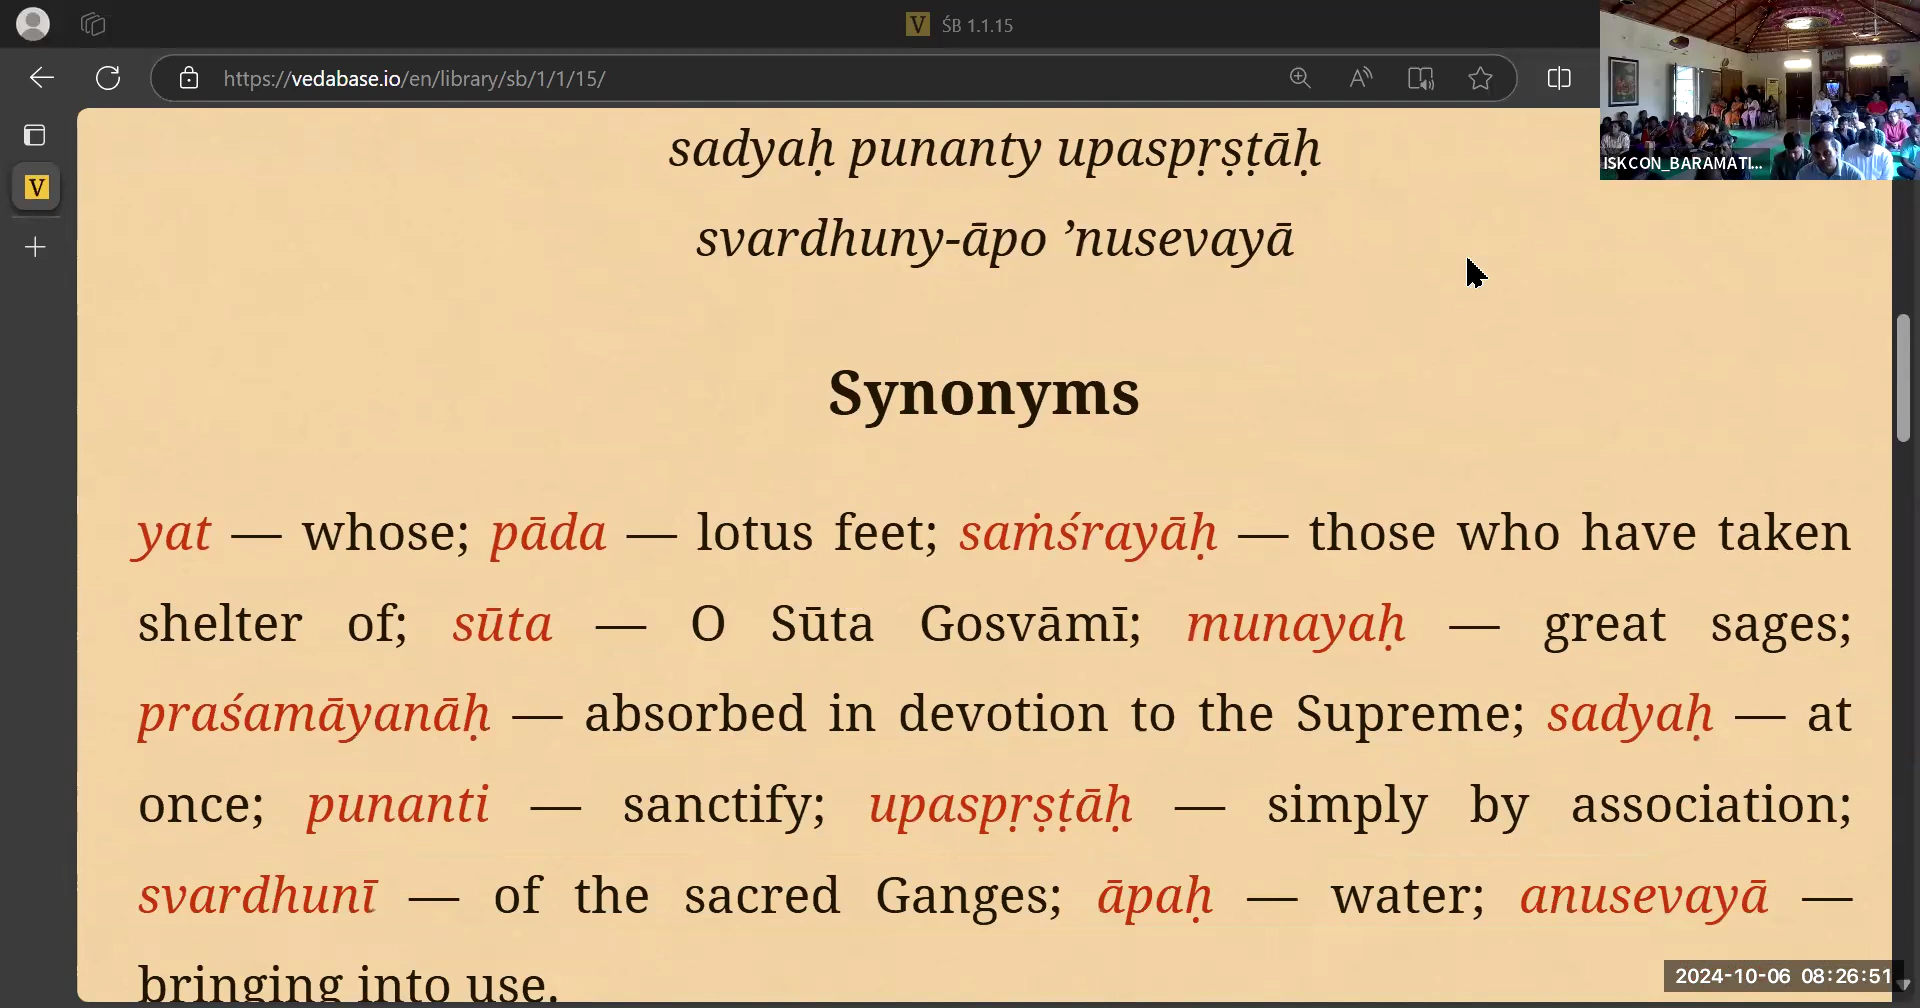 V ŚB 1.1.15
https://vedabase.io/en/library/sb/1/1/15/
ISKCON_BARAMATI...
V
sadyaḥ punanty upaspṛṣṭāḥ
svardhuny-āpo ’nusevayā
Synonyms
yat — whose; pāda — lotus feet; saṁśrayāḥ — those who have taken
shelter of; sūta — O Sūta Gosvāmī; munayaḥ — great sages;
praśamāyanāḥ — absorbed in devotion to the Supreme; sadyaḥ — at
once; punanti — sanctify; upaspṛṣṭāḥ — simply by association;
svardhunī — of the sacred Ganges; āpaḥ — water; anusevayā —
bringing into use.
2024-10-06 08:26:51